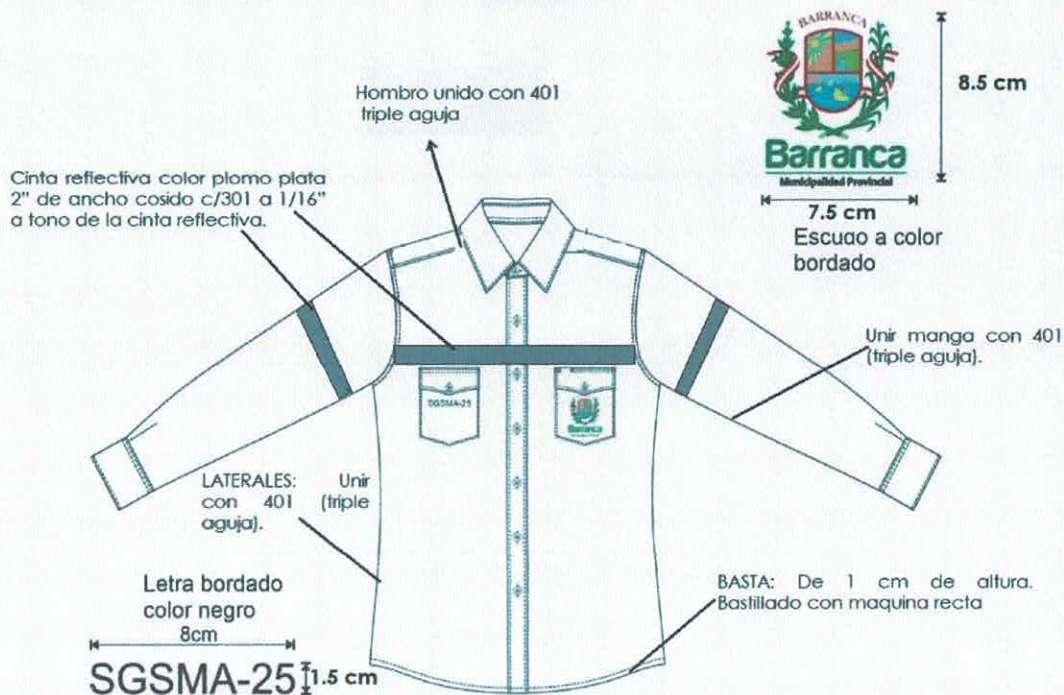 BARRANCA
Barranca
Municipalidad Provincial
8.5 cm
7.5 cm
Escuao a color
bordado
Hombro unido con 401
triple aguja
Cinta reflectiva color plomo plata
2" de ancho cosido c/301 a 1/16"
a tono de la cinta reflectiva.
Unir manga con 401
(triple aguja).
SGSMA-25
Barranca
LATERALES: Unir
con 401 (triple
aguja).
BASTA: De 1 cm de altura.
Bastillado con maquina recta
Letra bordado
color negro
8cm
SGSMA-25
1.5 cm